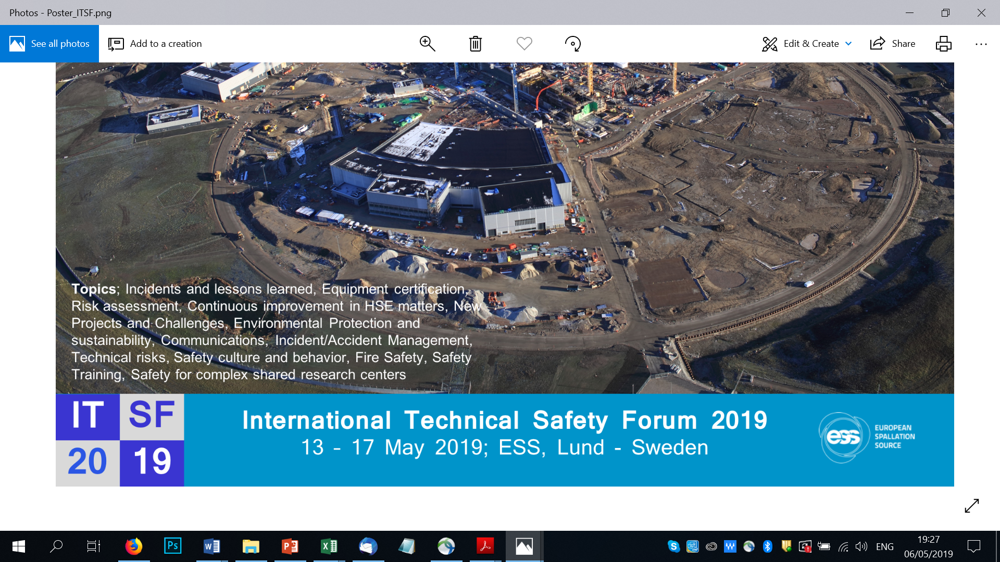 Photos - Poster_ITSF.png
See all photos
Add to a creation
Edit & Create
Share
Topics; Incidents and lessons learned, Equipment certification,
Risk assessment, Continuous improvement in HSE matters, New
Projects and Challenges, Environmental Protection and
sustainability, Communications, Incident/Accident Management,
Technical risks, Safety culture and behavior, Fire Safety, Safety
Training, Safety for complex shared research centers
IT SF
20 19
International Technical Safety Forum 2019
13 - 17 May 2019; ESS, Lund - Sweden
ess
EUROPEAN
SPALLATION
SOURCE
Ps
ENG
19:27
06/05/2019